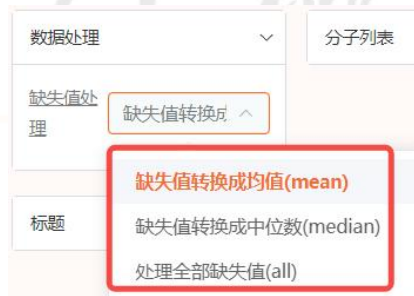 数据处理
分子列表
缺失值处
理
缺失值转换成
缺失值转换成均值(mean)
标题
缺失值转换成中位数(median)
处理全部缺失值(all)